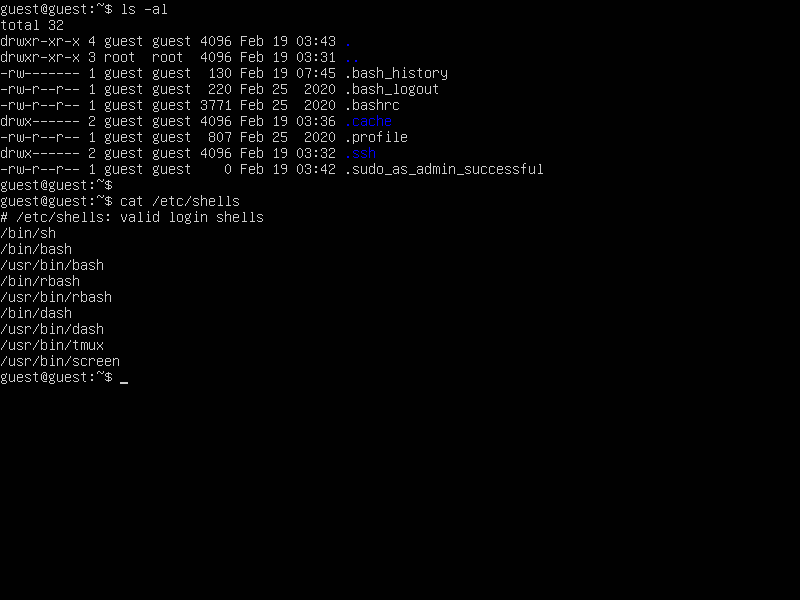 guest@guest:~$ ls -al
total 32
drwxr-xr-x 4 guest guest 4096 Feb 19 03:43 .
drwxr-xr-x 3 root  root  4096 Feb 19 03:31 ..
-rw------- 1 guest guest  130 Feb 19 07:45 .bash_history
-rw-r--r-- 1 guest guest  220 Feb 25  2020 .bash_logout
-rw-r--r-- 1 guest guest 3771 Feb 25  2020 .bashrc
drwx------ 2 guest guest 4096 Feb 19 03:36 .cache
-rw-r--r-- 1 guest guest  807 Feb 25  2020 .profile
drwx------ 2 guest guest 4096 Feb 19 03:32 .ssh
-rw-r--r-- 1 guest guest    0 Feb 19 03:42 .sudo_as_admin_successful
guest@guest:~$
guest@guest:~$ cat /etc/shells
# /etc/shells: valid login shells
/bin/sh
/bin/bash
/usr/bin/bash
/bin/rbash
/usr/bin/rbash
/bin/dash
/usr/bin/dash
/usr/bin/tmux
/usr/bin/screen
guest@guest:~$ _